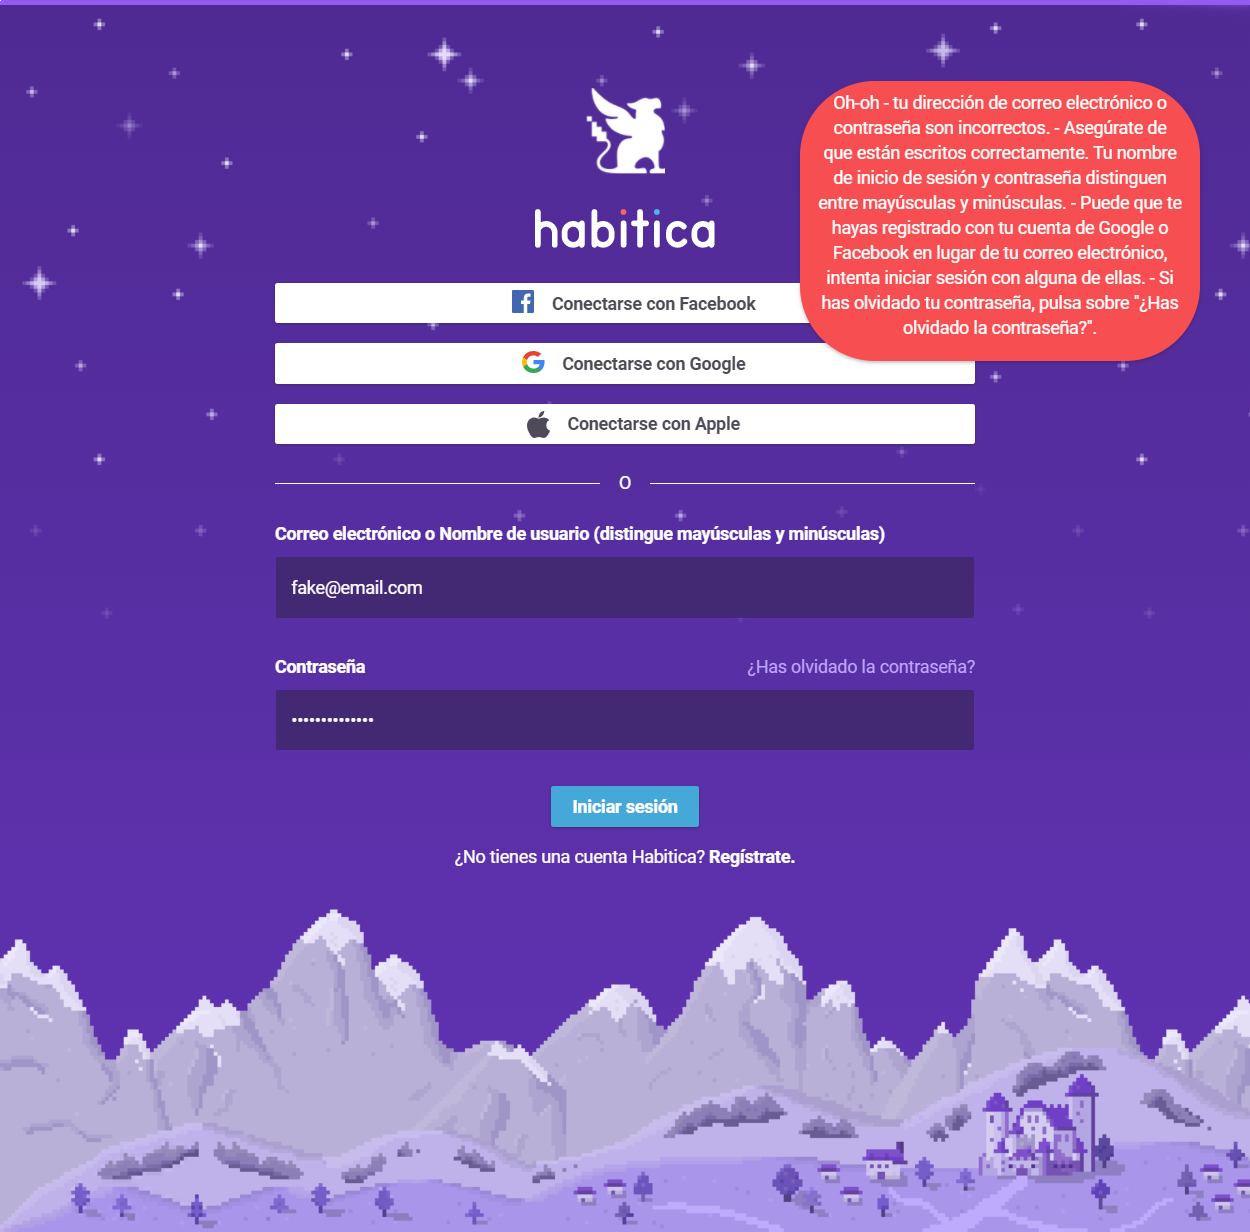 habitica
Oh-oh - tu dirección de correo electrónico o
contraseña son incorrectos. - Asegúrate de
que están escritos correctamente. Tu nombre
de inicio de sesión y contraseña distinguen
entre mayúsculas y minúsculas. - Puede que te
hayas registrado con tu cuenta de Google o
Facebook en lugar de tu correo electrónico,
intenta iniciar sesión con alguna de ellas. - Si
has olvidado tu contraseña, pulsa sobre "¿Has
olvidado la contraseña?".
Conectarse con Facebook
Conectarse con Google
Conectarse con Apple
O
Correo electrónico o Nombre de usuario (distingue mayúsculas y minúsculas)
fake@email.com
Contraseña
¿Has olvidado la contraseña?
••••••••••••••
Iniciar sesión
¿No tienes una cuenta Habitica? Regístrate.